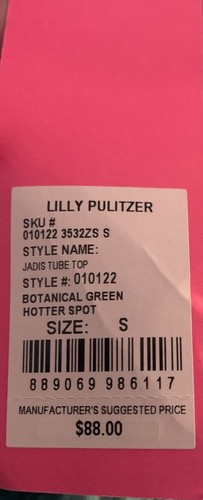 LILLY PULITZER
SKU #
010122 3532ZS S
STYLE NAME:
JADIS TUBE TOP
STYLE #: 010122
BOTANICAL GREEN
HOTTER SPOT
SIZE: S
889069 986117
MANUFACTURER'S SUGGESTED PRICE
$88.00